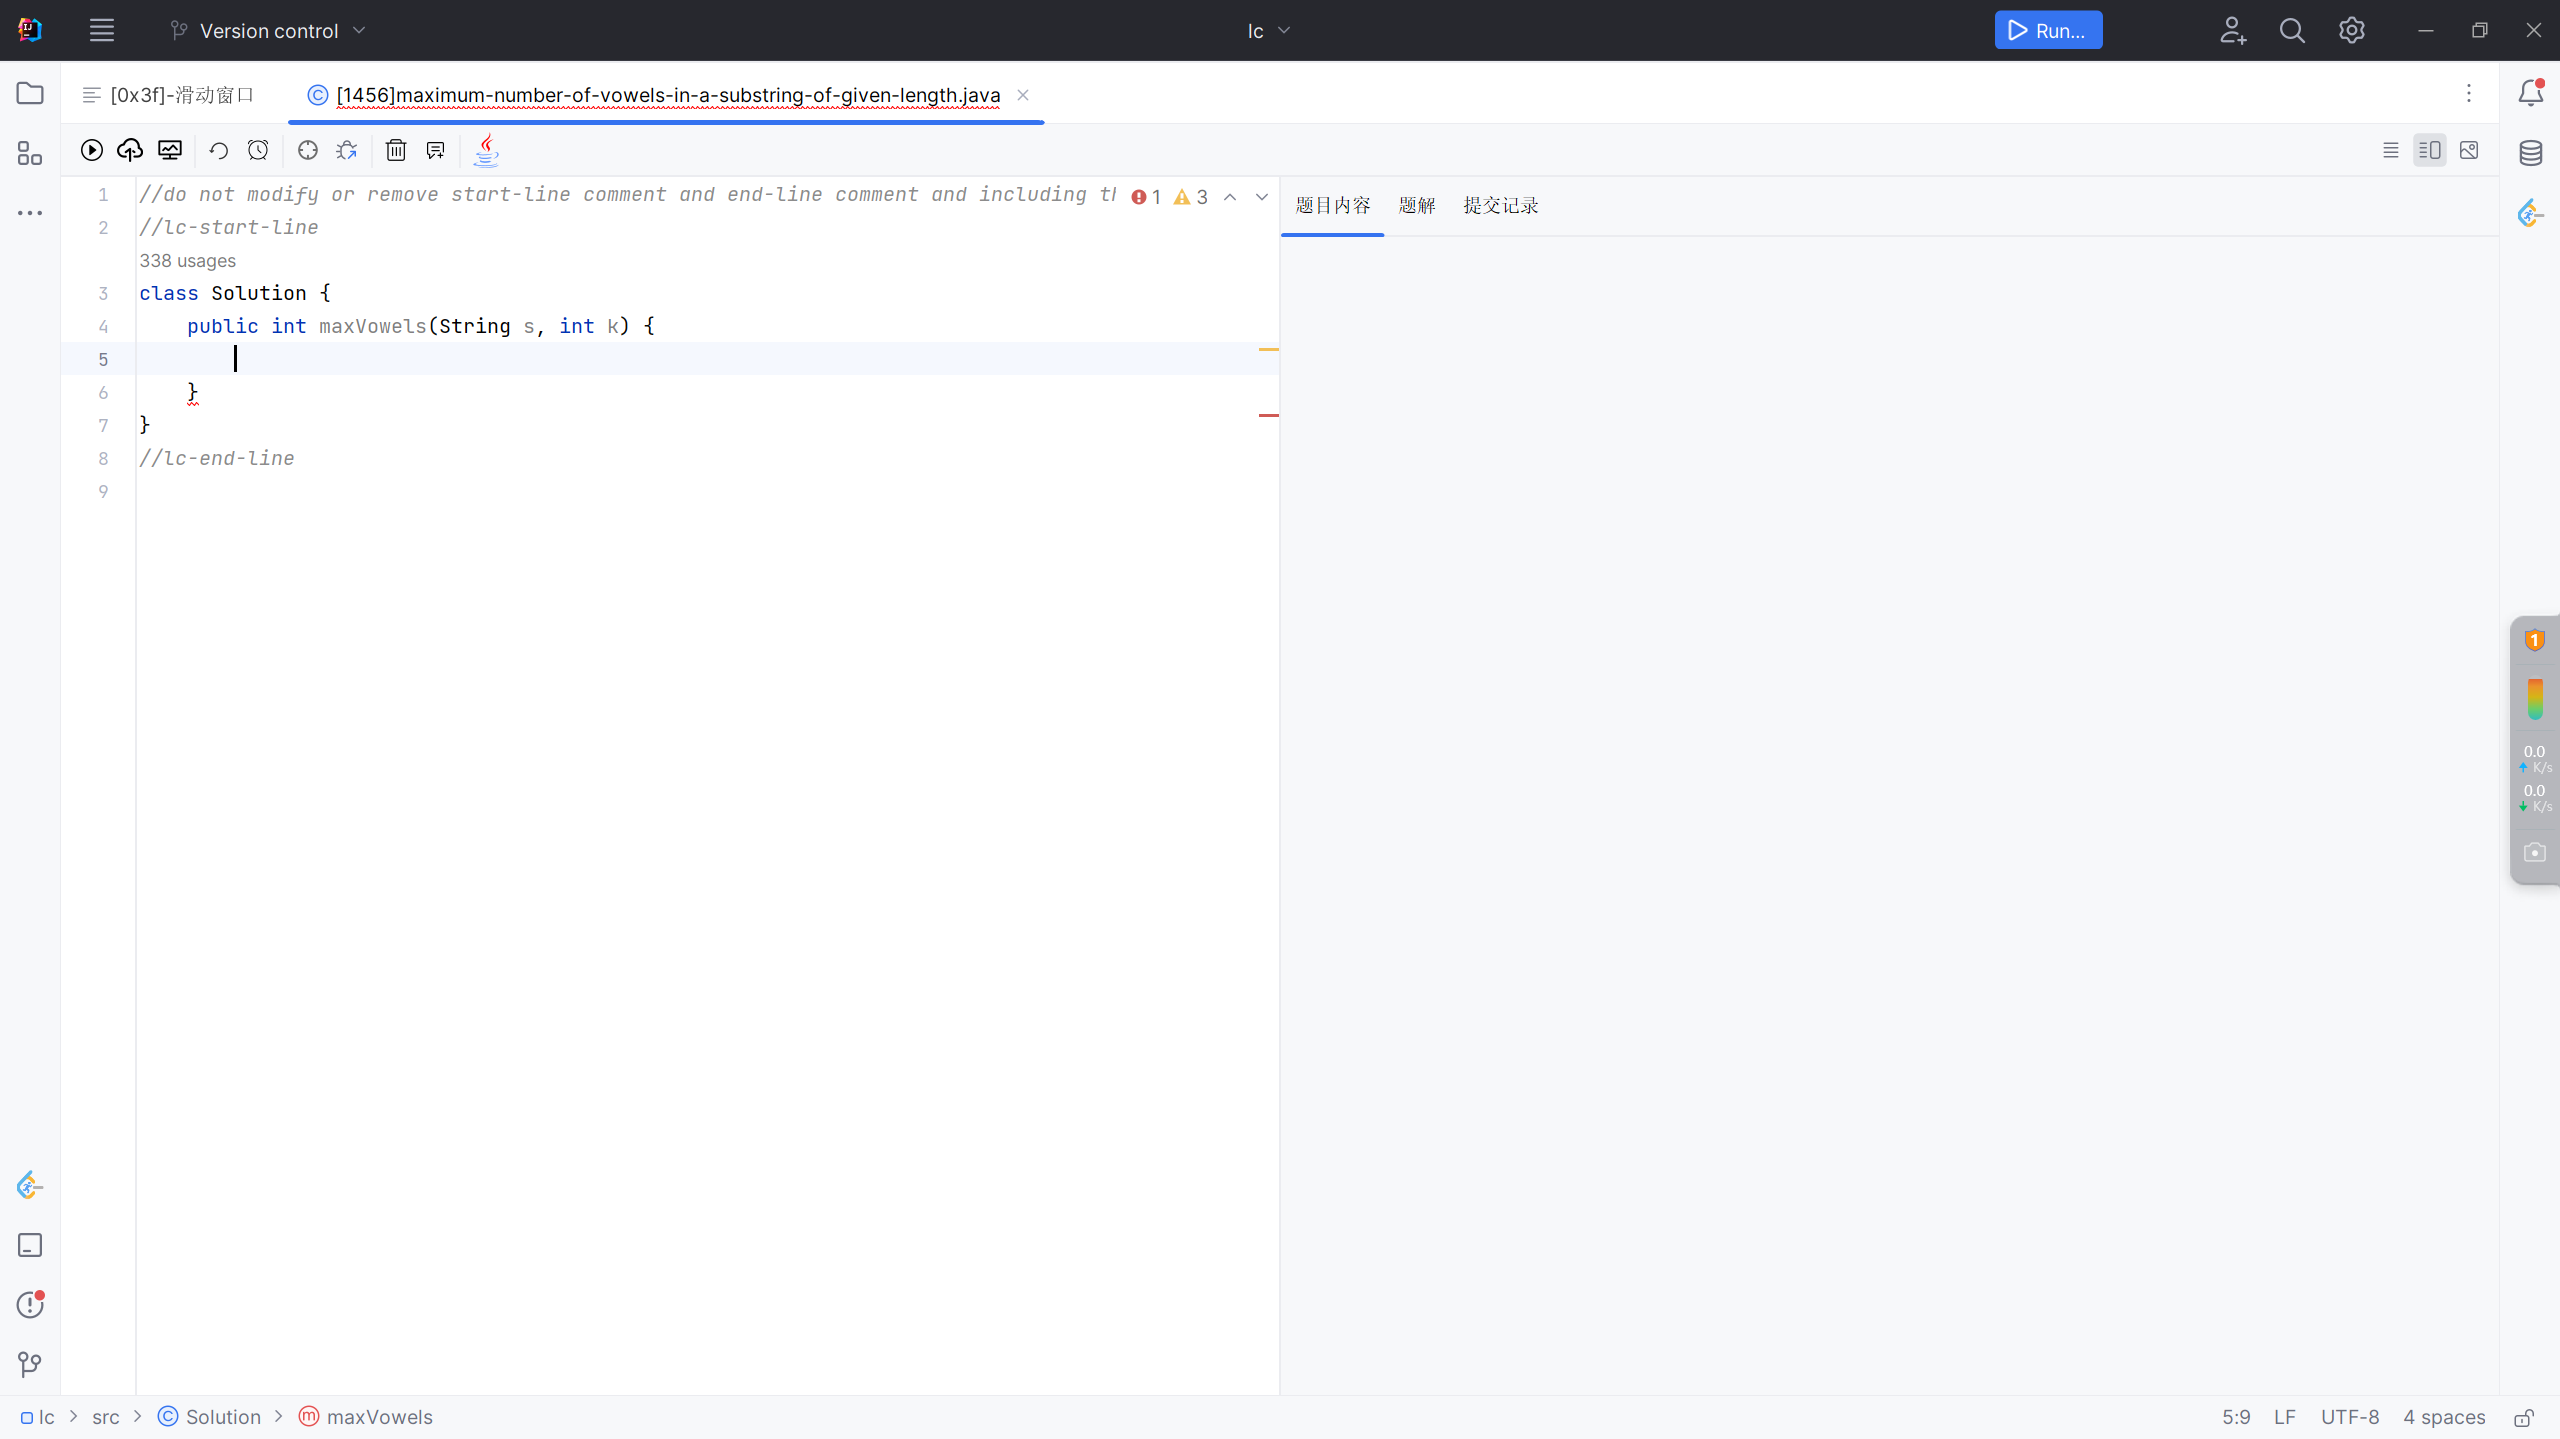 Version control
lc
Run...
[0x3f]-滑动窗口
[1456]maximum-number-of-vowels-in-a-substring-of-given-length.java
1 //do not modify or remove start-line comment and end-line comment and including th
1 3
2 //lc-start-line
338 usages
3 class Solution {
4 public int maxVowels(String s, int k) {
5
6 }
7 }
8 //lc-end-line
9
题目内容 题解 提交记录
1
0.0
K/s
0.0
K/s
lc src Solution maxVowels
5:9 LF UTF-8 4 spaces